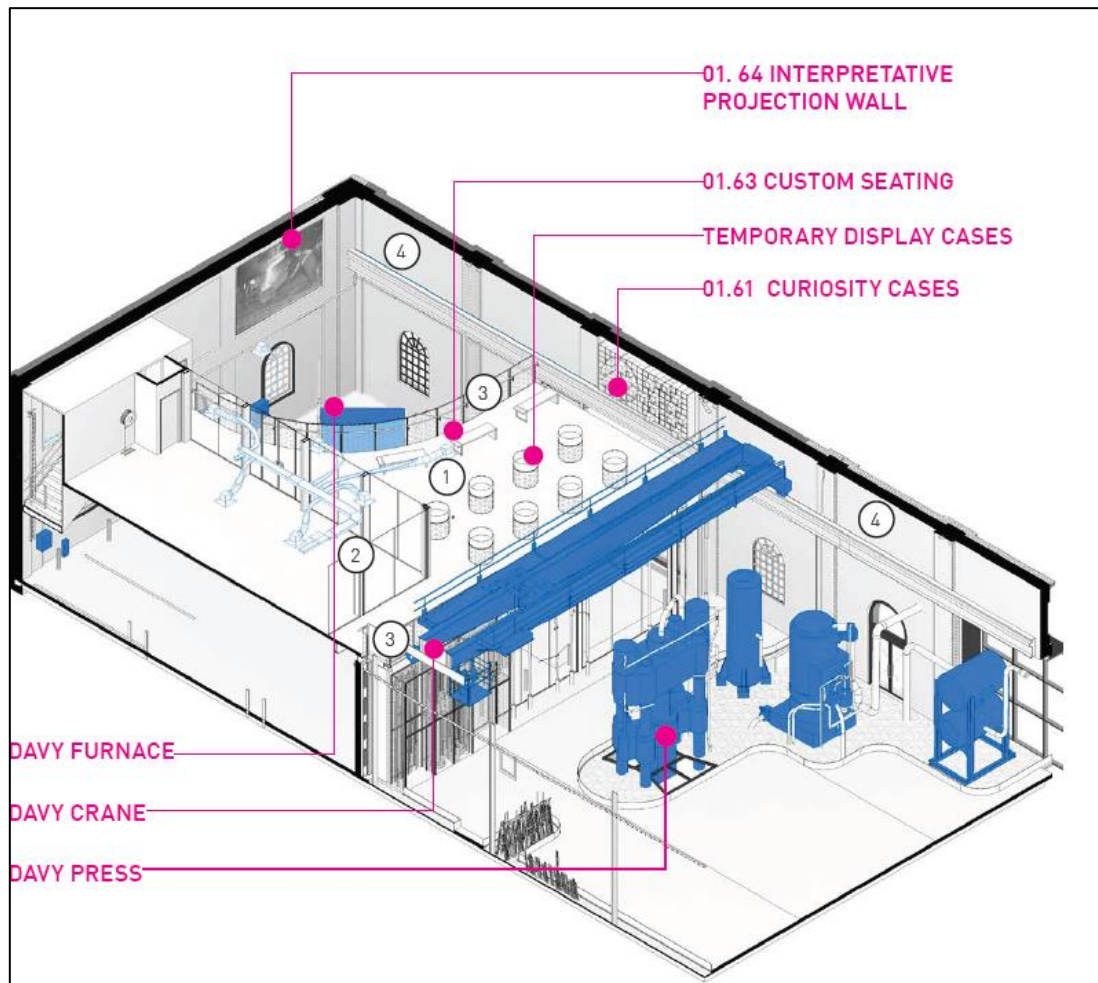 01. 64 INTERPRETATIVE
PROJECTION WALL
01.63 CUSTOM SEATING
TEMPORARY DISPLAY CASES
01.61 CURIOSITY CASES
4
3
1
4
2
3
DAVY FURNACE
DAVY CRANE
DAVY PRESS